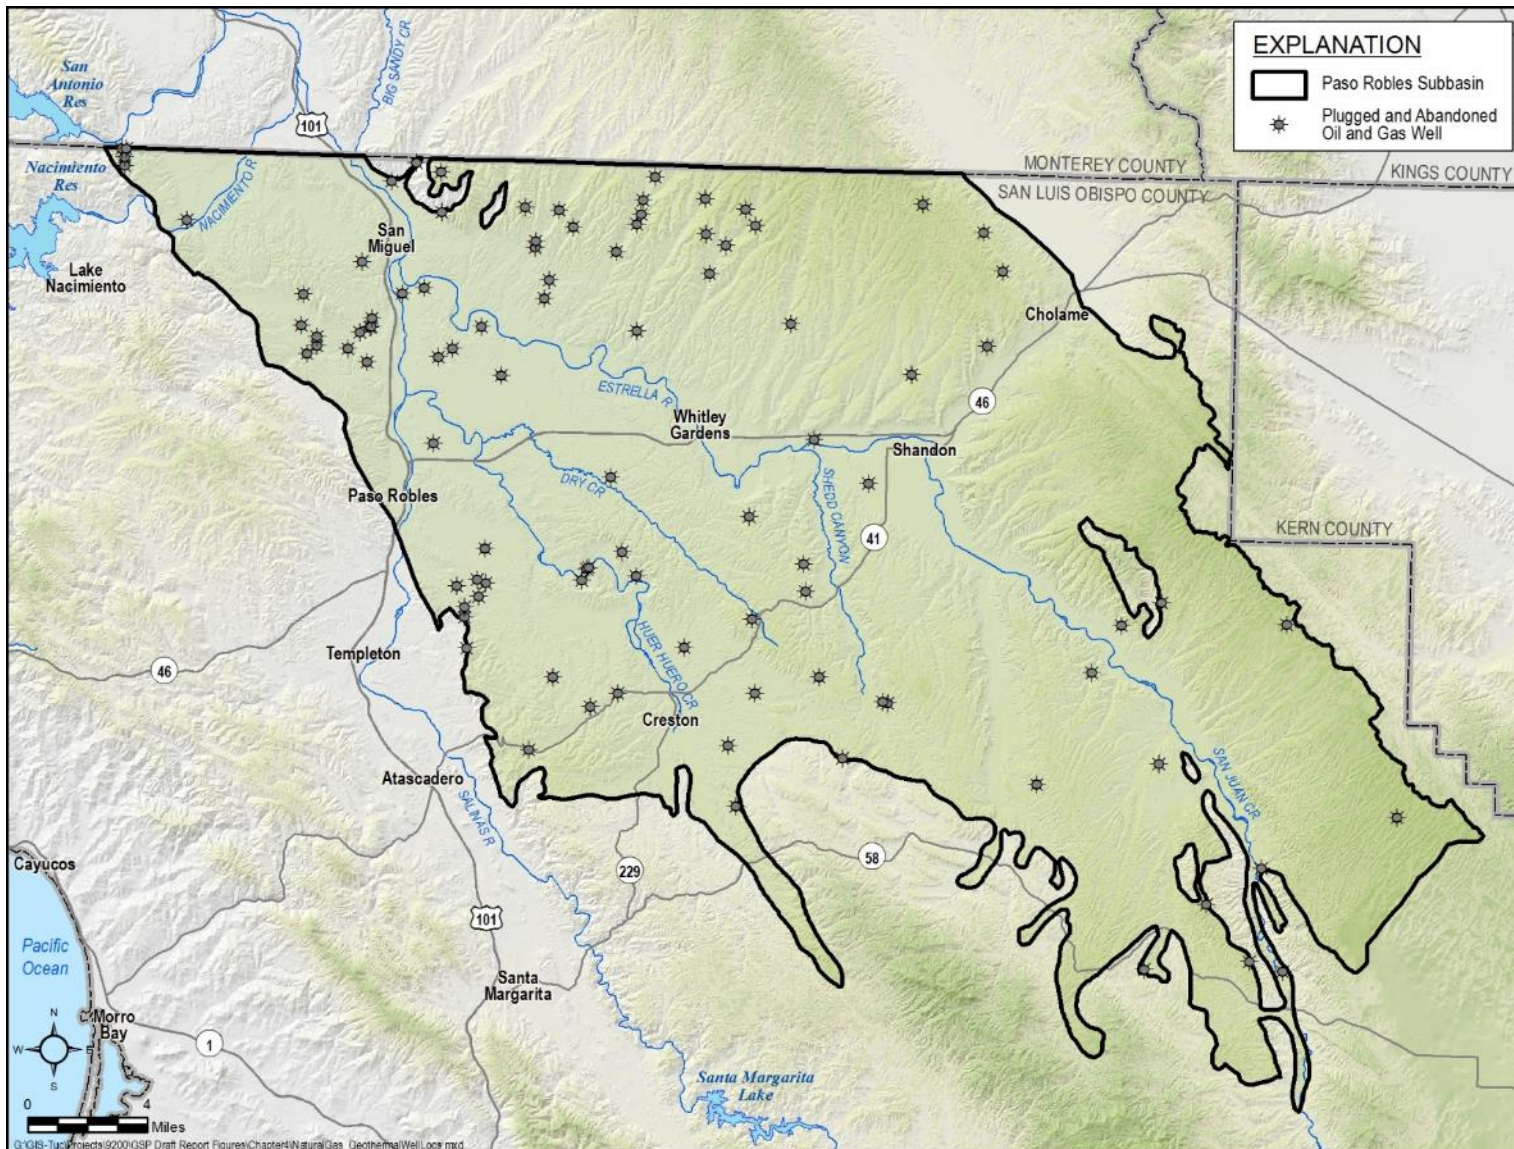 EXPLANATION
Paso Robles Subbasin
Plugged and Abandoned
Oil and Gas Well
San
Antonio
Res
BIG SANDY CR
101
Nacimiento
Res
NACIMIENTO R
MONTEREY COUNTY
KINGS COUNTY
SAN LUIS OBISPO COUNTY
San
Miguel
Lake
Nacimiento
Cholame
ESTRELLA R
46
Whitley
Gardens
Shandon
DRY CR
SHEDD CANYON
Paso Robles
41
KERN COUNTY
HUER HUERO CR
Templeton
46
Creston
Atascadero
SALINAS R
SAN JUAN CR
Cayucos
58
229
101
Pacific
Ocean
Santa
Margarita
N
W
E
S
Morro
Bay
1
Santa Margarita
Lake
0
4
Miles